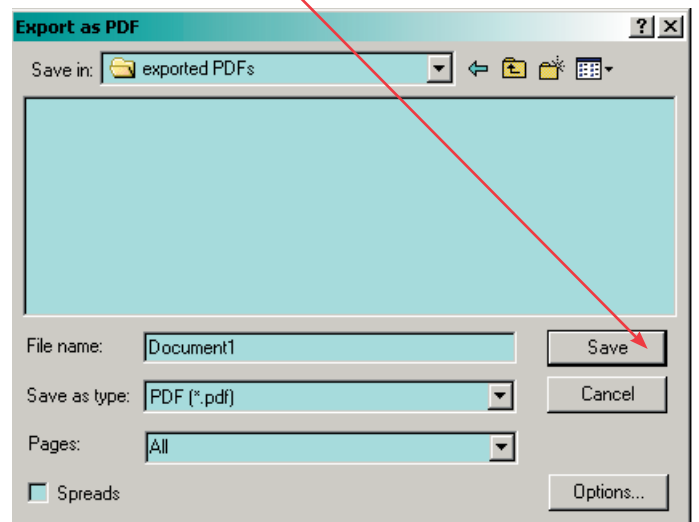 Export as PDF
Save in: exported PDFs
File name: Document1 Save
Save as type: PDF (*.pdf) Cancel
Pages: All
Spreads Options...